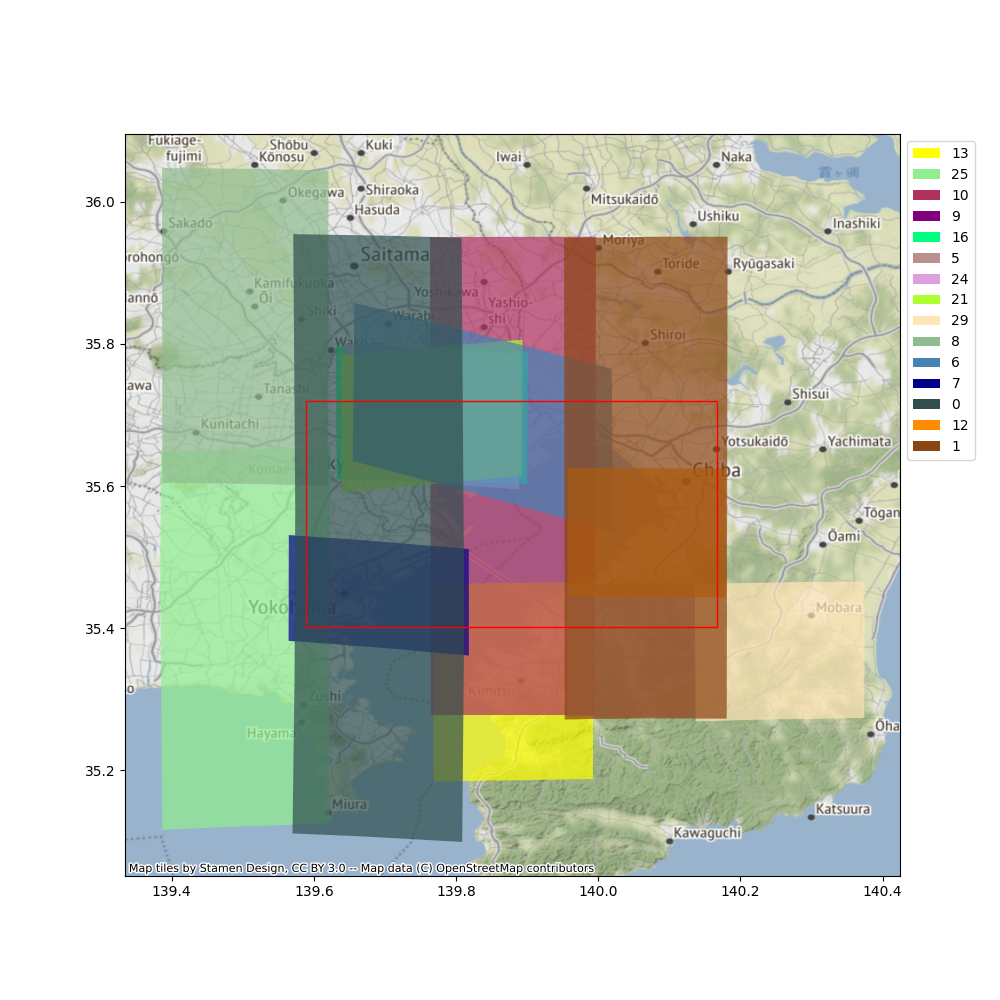 Fukiage-
fujimi
Shōbu
Kōnosu
Kuki
Iwai
Naka
Okegawa
Shiraoka
Hasuda
Mitsukaidō
Ushiku
Inashiki
Sakado
Moriya
Saitama
Toride
Ryūgasaki
Kamifukuoka
Ōi
Yoshikawa
Yashio-
shi
Shiki
Warabi
Wakō
Shiroi
Tanashi
Kunitachi
Komae
Shisui
Yotsukaidō
Yachimata
Chiba
Tōgan
Ōami
Yokohama
Mobara
Zushi
Kimitsu
Hayama
Ōha
Miura
Katsuura
Kawaguchi
霞ヶ浦
annō
awa
Map tiles by Stamen Design, CC BY 3.0 -- Map data (C) OpenStreetMap contributors
36.0
35.8
35.6
35.4
35.2
139.4
139.6
139.8
140.0
140.2
140.4
13
25
10
9
16
5
24
21
29
8
6
7
0
12
1